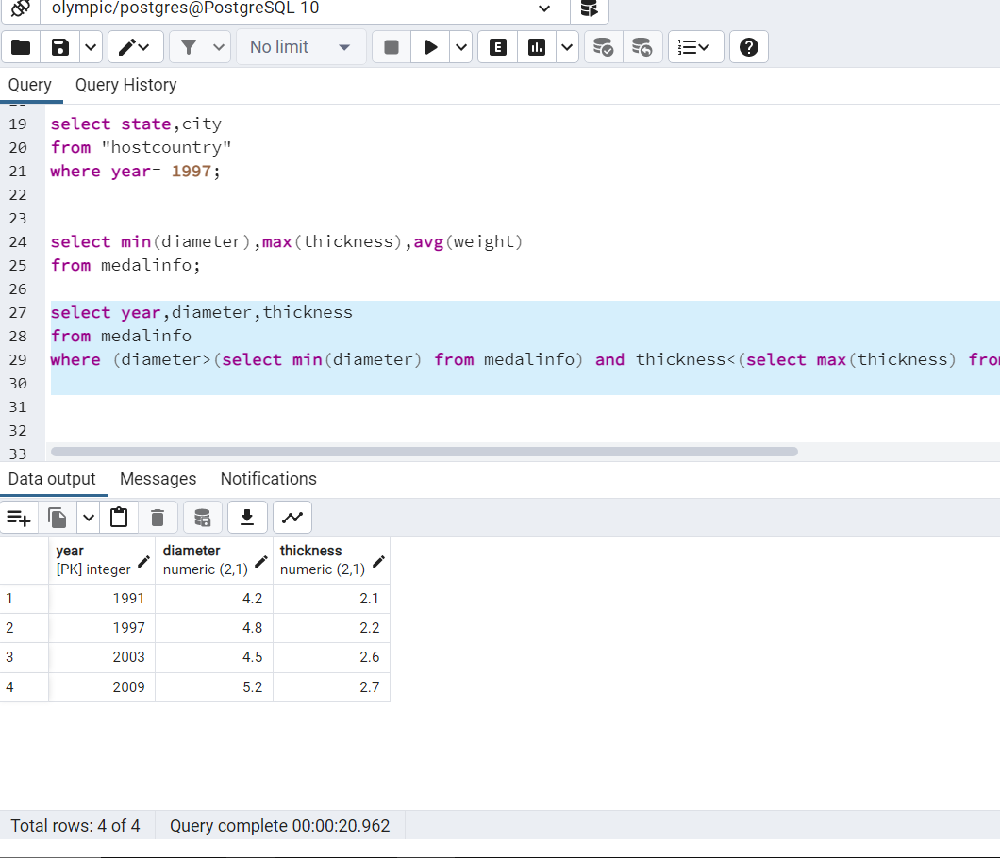 olympic/postgres@PostgreSQL 10
No limit
E
Query Query History
19 select state,city
20 from "hostcountry"
21 where year= 1997;
22
23
24 select min(diameter),max(thickness),avg(weight)
25 from medalinfo;
26
27 select year,diameter,thickness
28 from medalinfo
29 where (diameter>(select min(diameter) from medalinfo) and thickness<(select max(thickness) fro
30
31
32
33
Data output Messages Notifications
year diameter thickness
[PK] integer numeric (2,1) numeric (2,1)
1 1991 4.2 2.1
2 1997 4.8 2.2
3 2003 4.5 2.6
4 2009 5.2 2.7
Total rows: 4 of 4 Query complete 00:00:20.962